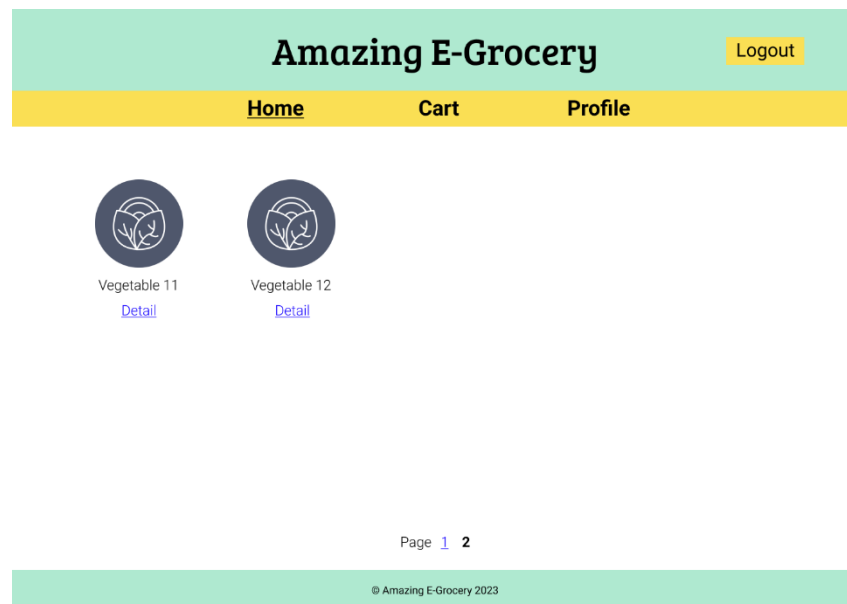 Amazing E-Grocery
Logout
Home Cart Profile
Vegetable 11 Vegetable 12
Detail Detail
Page 1 2
© Amazing E-Grocery 2023